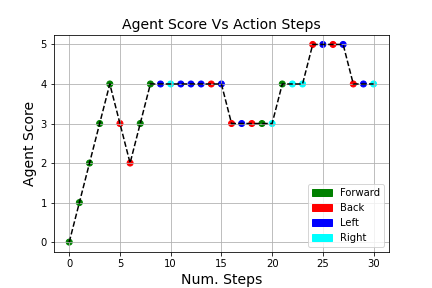 Agent Score Vs Action Steps
Agent Score
5
4
3
2
1
0
Forward
Back
Left
Right
0 5 10 15 20 25 30
Num. Steps